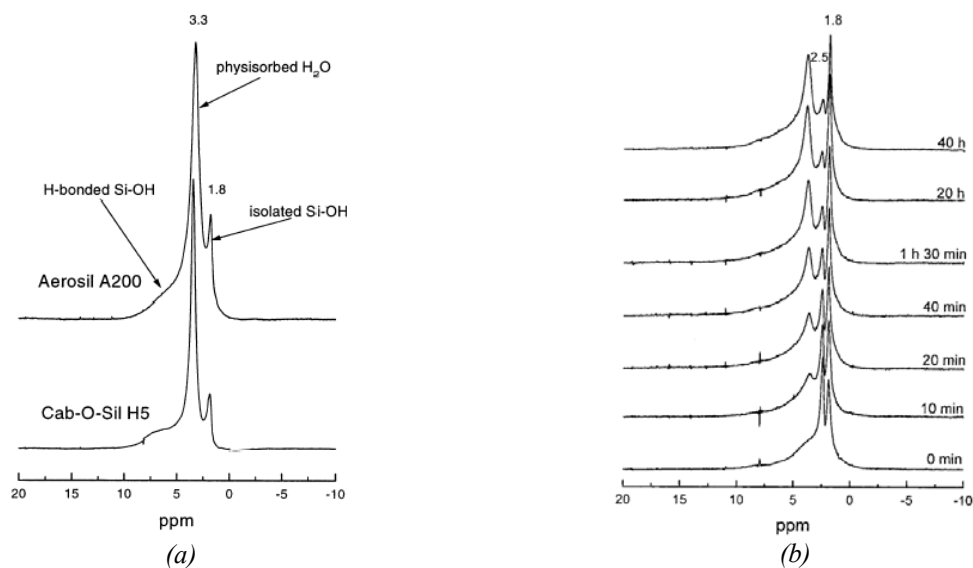 3.3
physisorbed H₂O
H-bonded Si-OH
1.8
isolated Si-OH
Aerosil A200
Cab-O-Sil H5
20 15 10 5 0 -5 -10
ppm
(a)
1.8
2.5
40 h
20 h
1 h 30 min
40 min
20 min
10 min
0 min
20 15 10 5 0 -5 -10
ppm
(b)